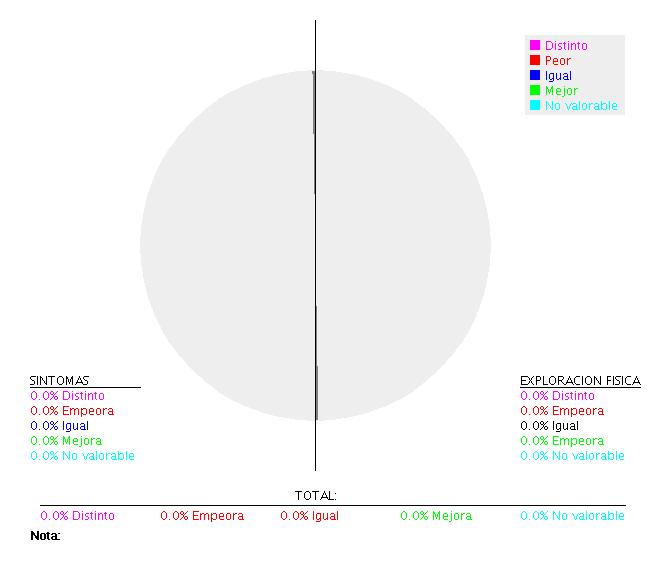 Distinto
Peor
Igual
Mejor
No valorable
SINTOMAS
0.0% Distinto
0.0% Empeora
0.0% Igual
0.0% Mejora
0.0% No valorable
EXPLORACION FISICA
0.0% Distinto
0.0% Empeora
0.0% Igual
0.0% Empeora
0.0% No valorable
TOTAL:
0.0% Distinto 0.0% Empeora 0.0% Igual 0.0% Mejora 0.0% No valorable
Nota: